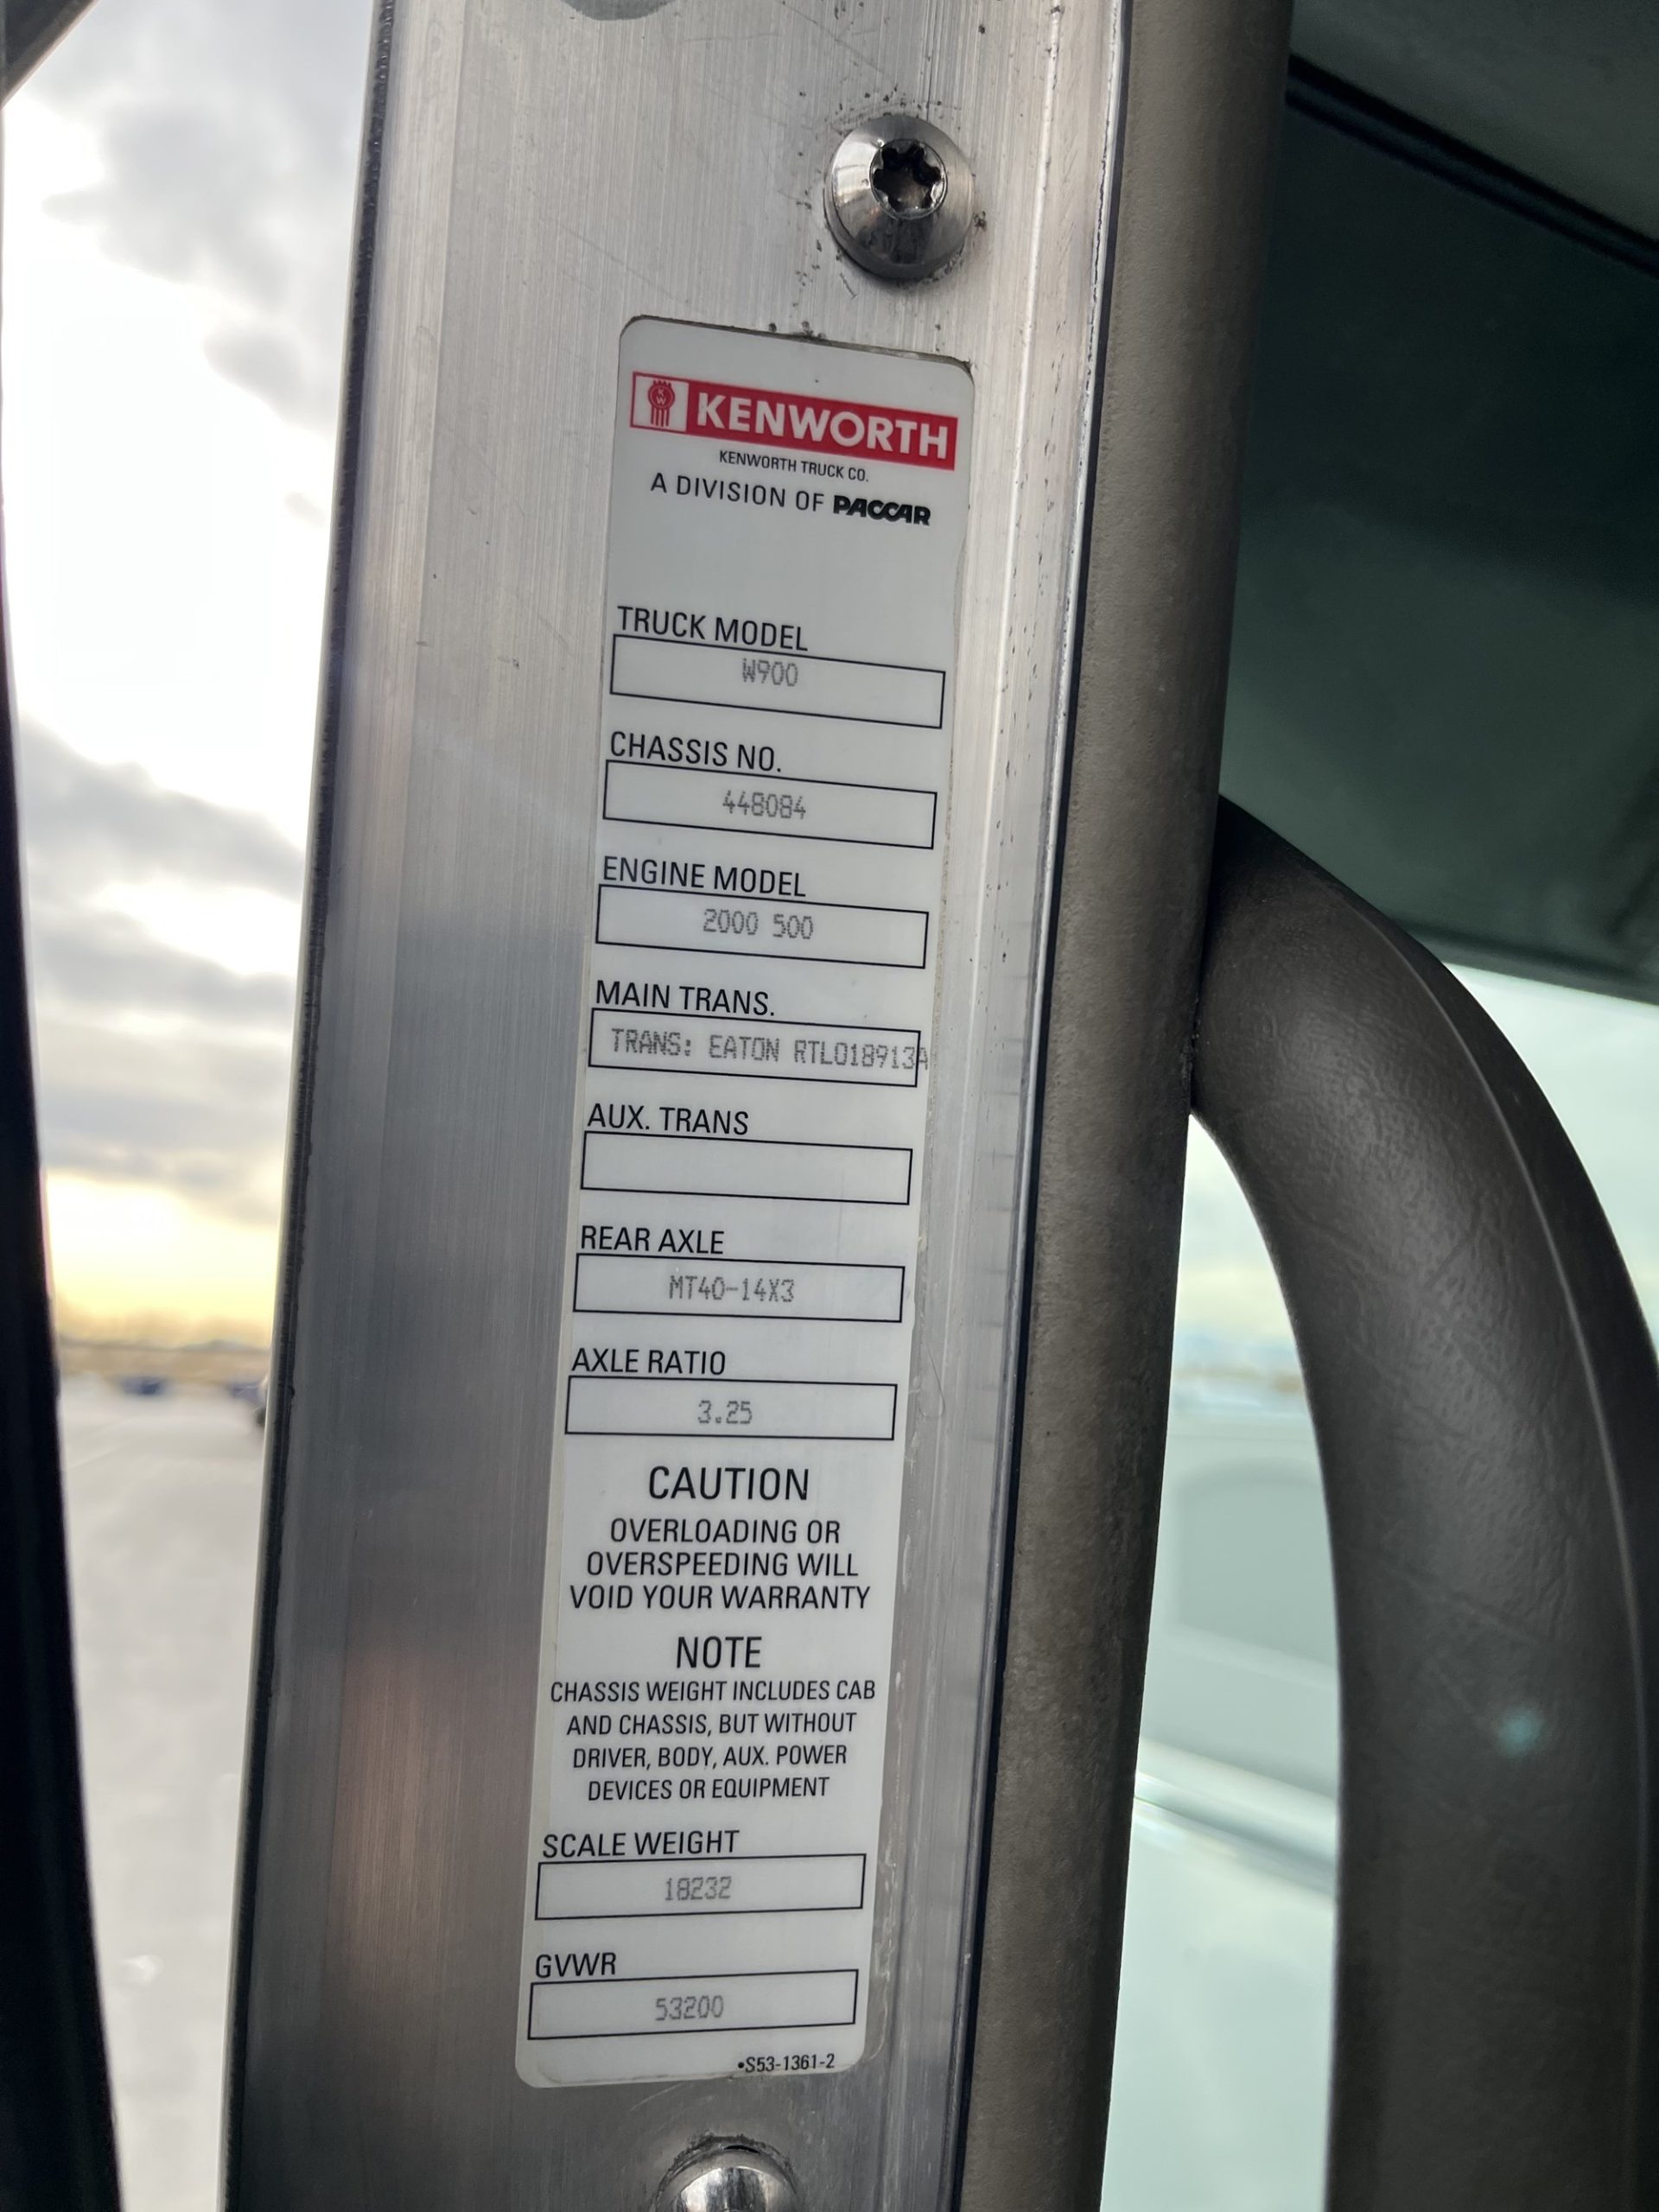 KENWORTH
KENWORTH TRUCK CO.
A DIVISION OF PACCAR
TRUCK MODEL
W900
CHASSIS NO.
448084
ENGINE MODEL
2000 500
MAIN TRANS.
TRANS: EATON RTLO18913A
AUX. TRANS
REAR AXLE
MT40-14X3
AXLE RATIO
3.25
CAUTION
OVERLOADING OR
OVERSPEEDING WILL
VOID YOUR WARRANTY
NOTE
CHASSIS WEIGHT INCLUDES CAB
AND CHASSIS, BUT WITHOUT
DRIVER, BODY, AUX. POWER
DEVICES OR EQUIPMENT
SCALE WEIGHT
18232
GVWR
53200
•S53-1361-2